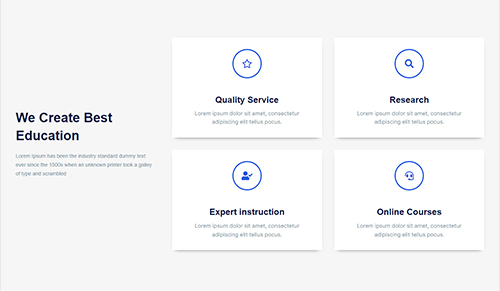 We Create Best
Education
Lorem Ipsum has been the industry standard dummy text
ever since the 1500s when an unknown printer took a galley
of type and scrambled
Quality Service
Lorem ipsum dolor sit amet, consectetur
adipiscing elit tellus pocus.
Research
Lorem ipsum dolor sit amet, consectetur
adipiscing elit tellus pocus.
Expert instruction
Lorem ipsum dolor sit amet, consectetur
adipiscing elit tellus pocus.
Online Courses
Lorem ipsum dolor sit amet, consectetur
adipiscing elit tellus pocus.